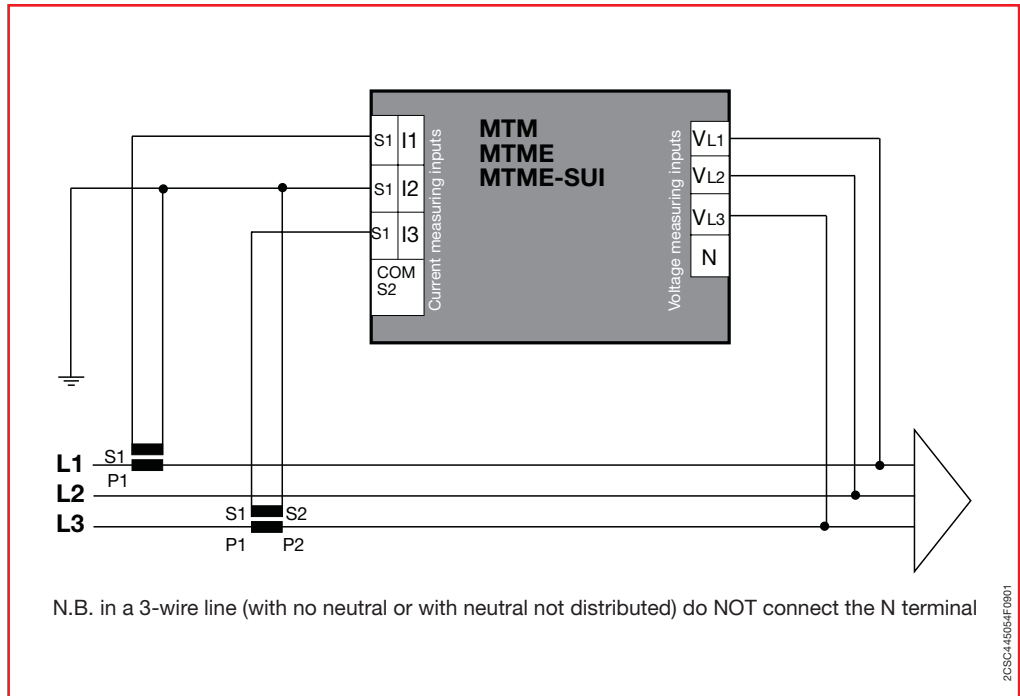 MTM
MTME
MTME-SUI
S1 I1
S1 I2
S1 I3
COM
S2
Current measuring inputs
Voltage measuring inputs
VL1
VL2
VL3
N
L1
S1
P1
L2
L3
S1 S2
P1 P2
N.B. in a 3-wire line (with no neutral or with neutral not distributed) do NOT connect the N terminal
2CSC445054F0901